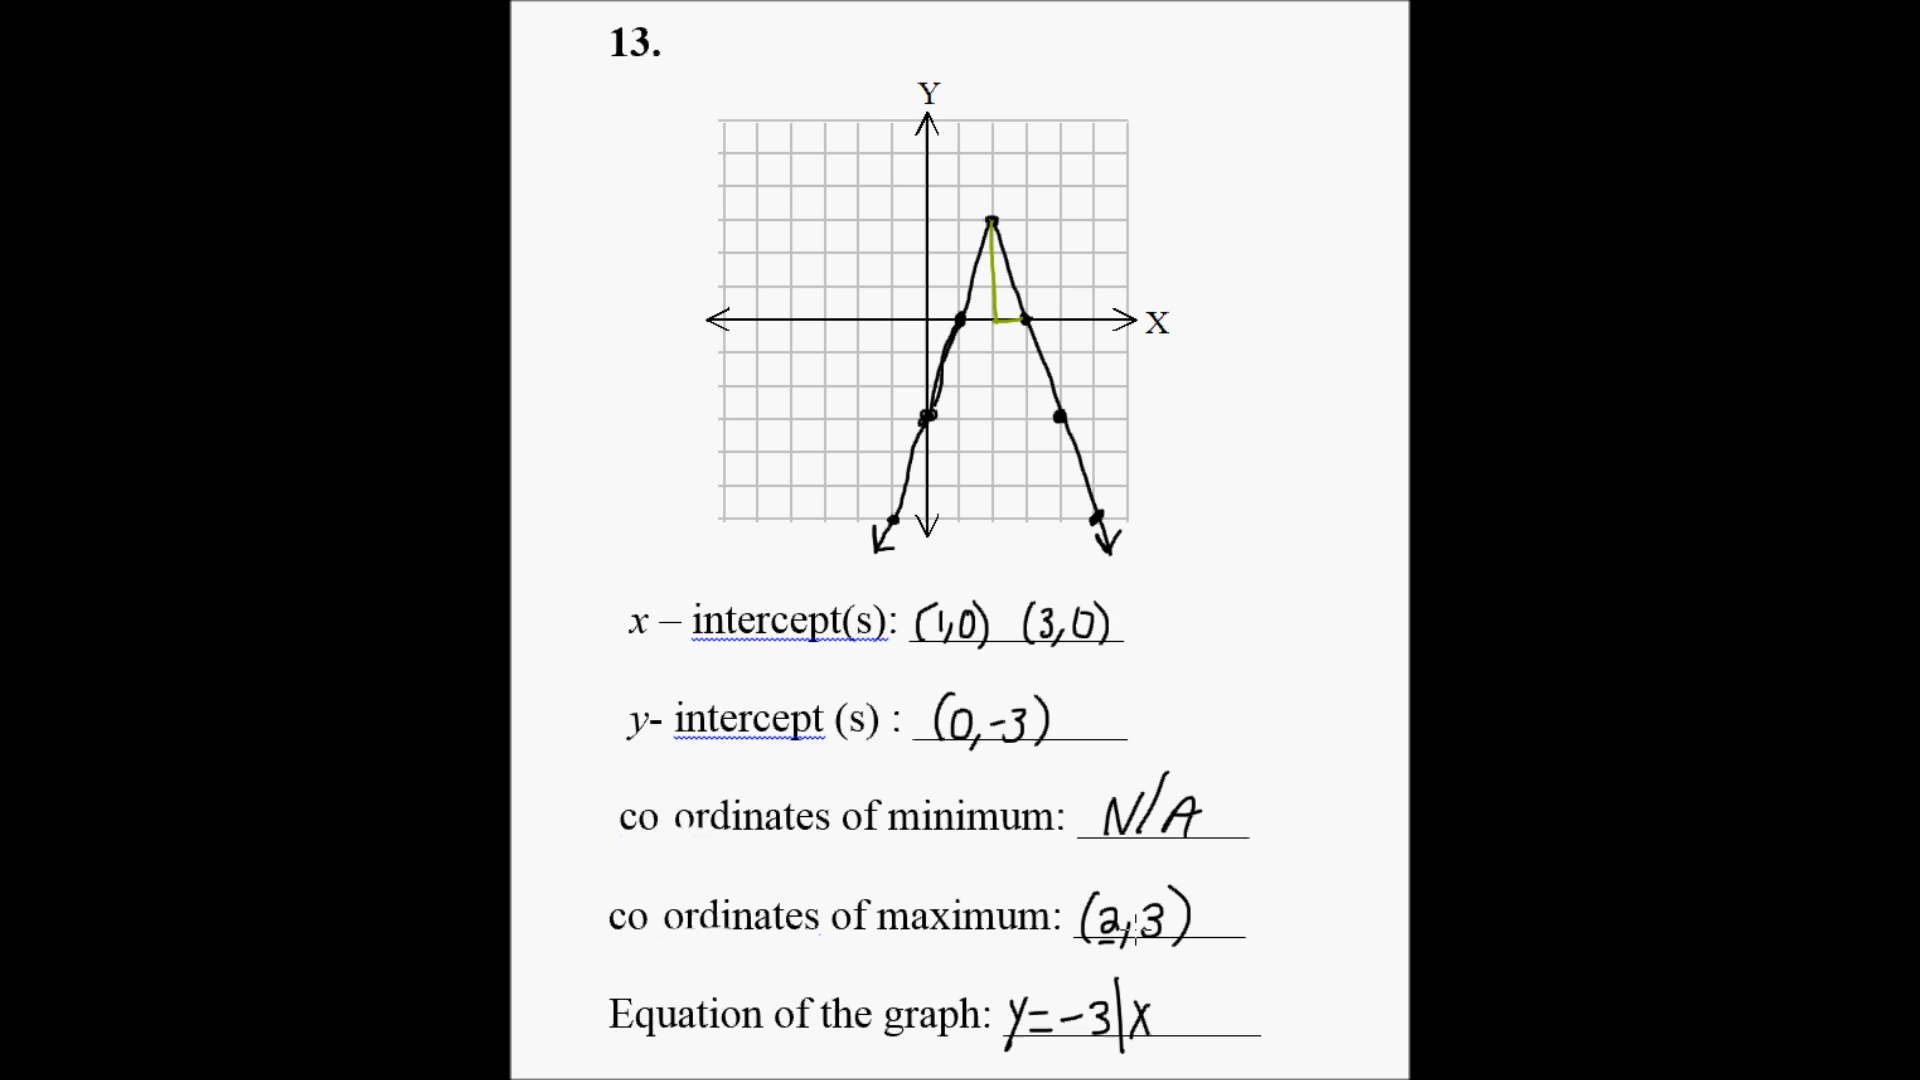 13.
Y
X
x – intercept(s): (1,0) (3,0)
y- intercept (s) : (0,-3)
co ordinates of minimum: N/A
co ordinates of maximum: (2,3)
Equation of the graph: y=-3|x